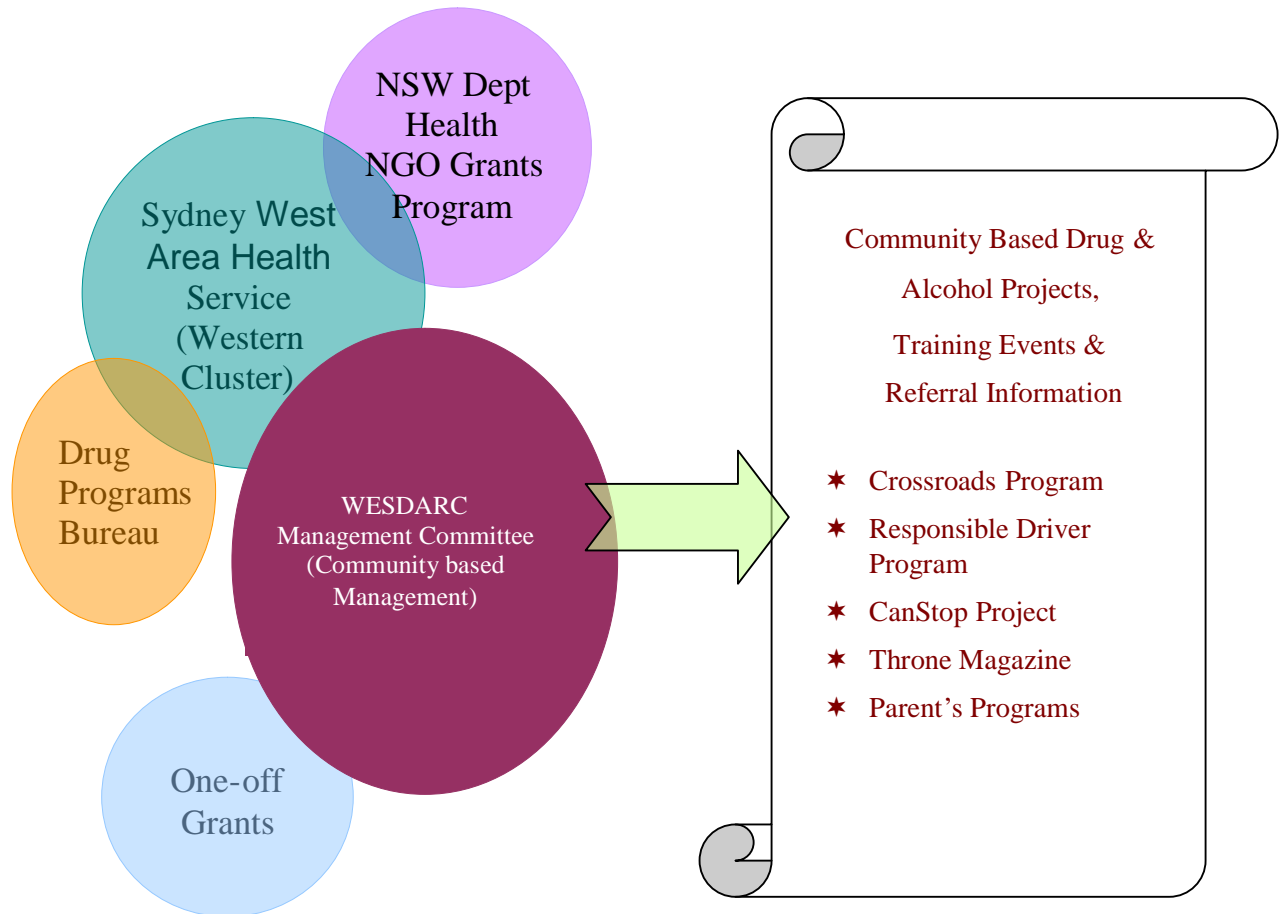 NSW Dept
Health
NGO Grants
Program
Sydney West
Area Health
Service
(Western
Cluster)
Drug
Programs
Bureau
WESDARC
Management Committee
(Community based
Management)
One-off
Grants
Community Based Drug &
Alcohol Projects,
Training Events &
Referral Information
✶ Crossroads Program
✶ Responsible Driver
Program
✶ CanStop Project
✶ Throne Magazine
✶ Parent’s Programs